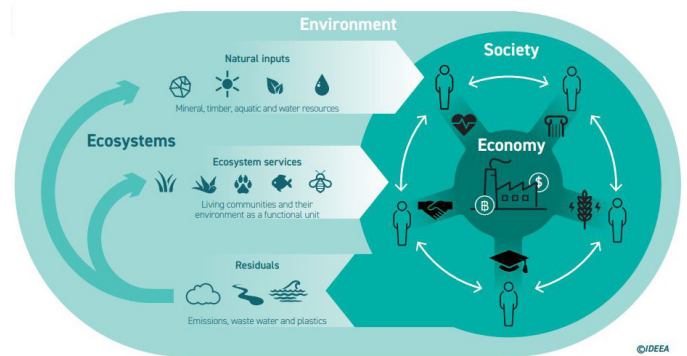 Environment
Natural inputs
Mineral, timber, aquatic and water resources
Ecosystems
Ecosystem services
Living communities and their
environment as a functional unit
Residuals
Emissions, waste water and plastics
Society
Economy
$
฿
©IDEEA